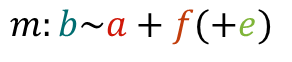 m: b~a + f(+e)